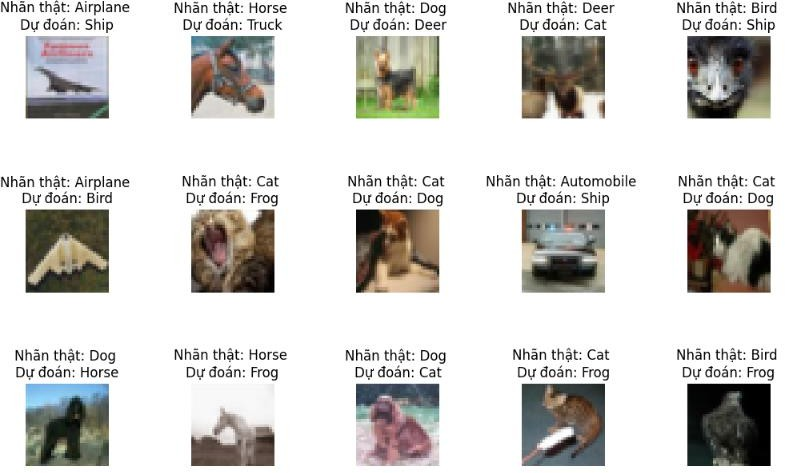 Nhãn thật: Airplane
Dự đoán: Ship
Nhãn thật: Horse
Dự đoán: Truck
Nhãn thật: Dog
Dự đoán: Deer
Nhãn thật: Deer
Dự đoán: Cat
Nhãn thật: Bird
Dự đoán: Ship
Nhãn thật: Airplane
Dự đoán: Bird
Nhãn thật: Cat
Dự đoán: Frog
Nhãn thật: Cat
Dự đoán: Dog
Nhãn thật: Automobile
Dự đoán: Ship
Nhãn thật: Cat
Dự đoán: Dog
Nhãn thật: Dog
Dự đoán: Horse
Nhãn thật: Horse
Dự đoán: Frog
Nhãn thật: Dog
Dự đoán: Cat
Nhãn thật: Cat
Dự đoán: Frog
Nhãn thật: Bird
Dự đoán: Frog